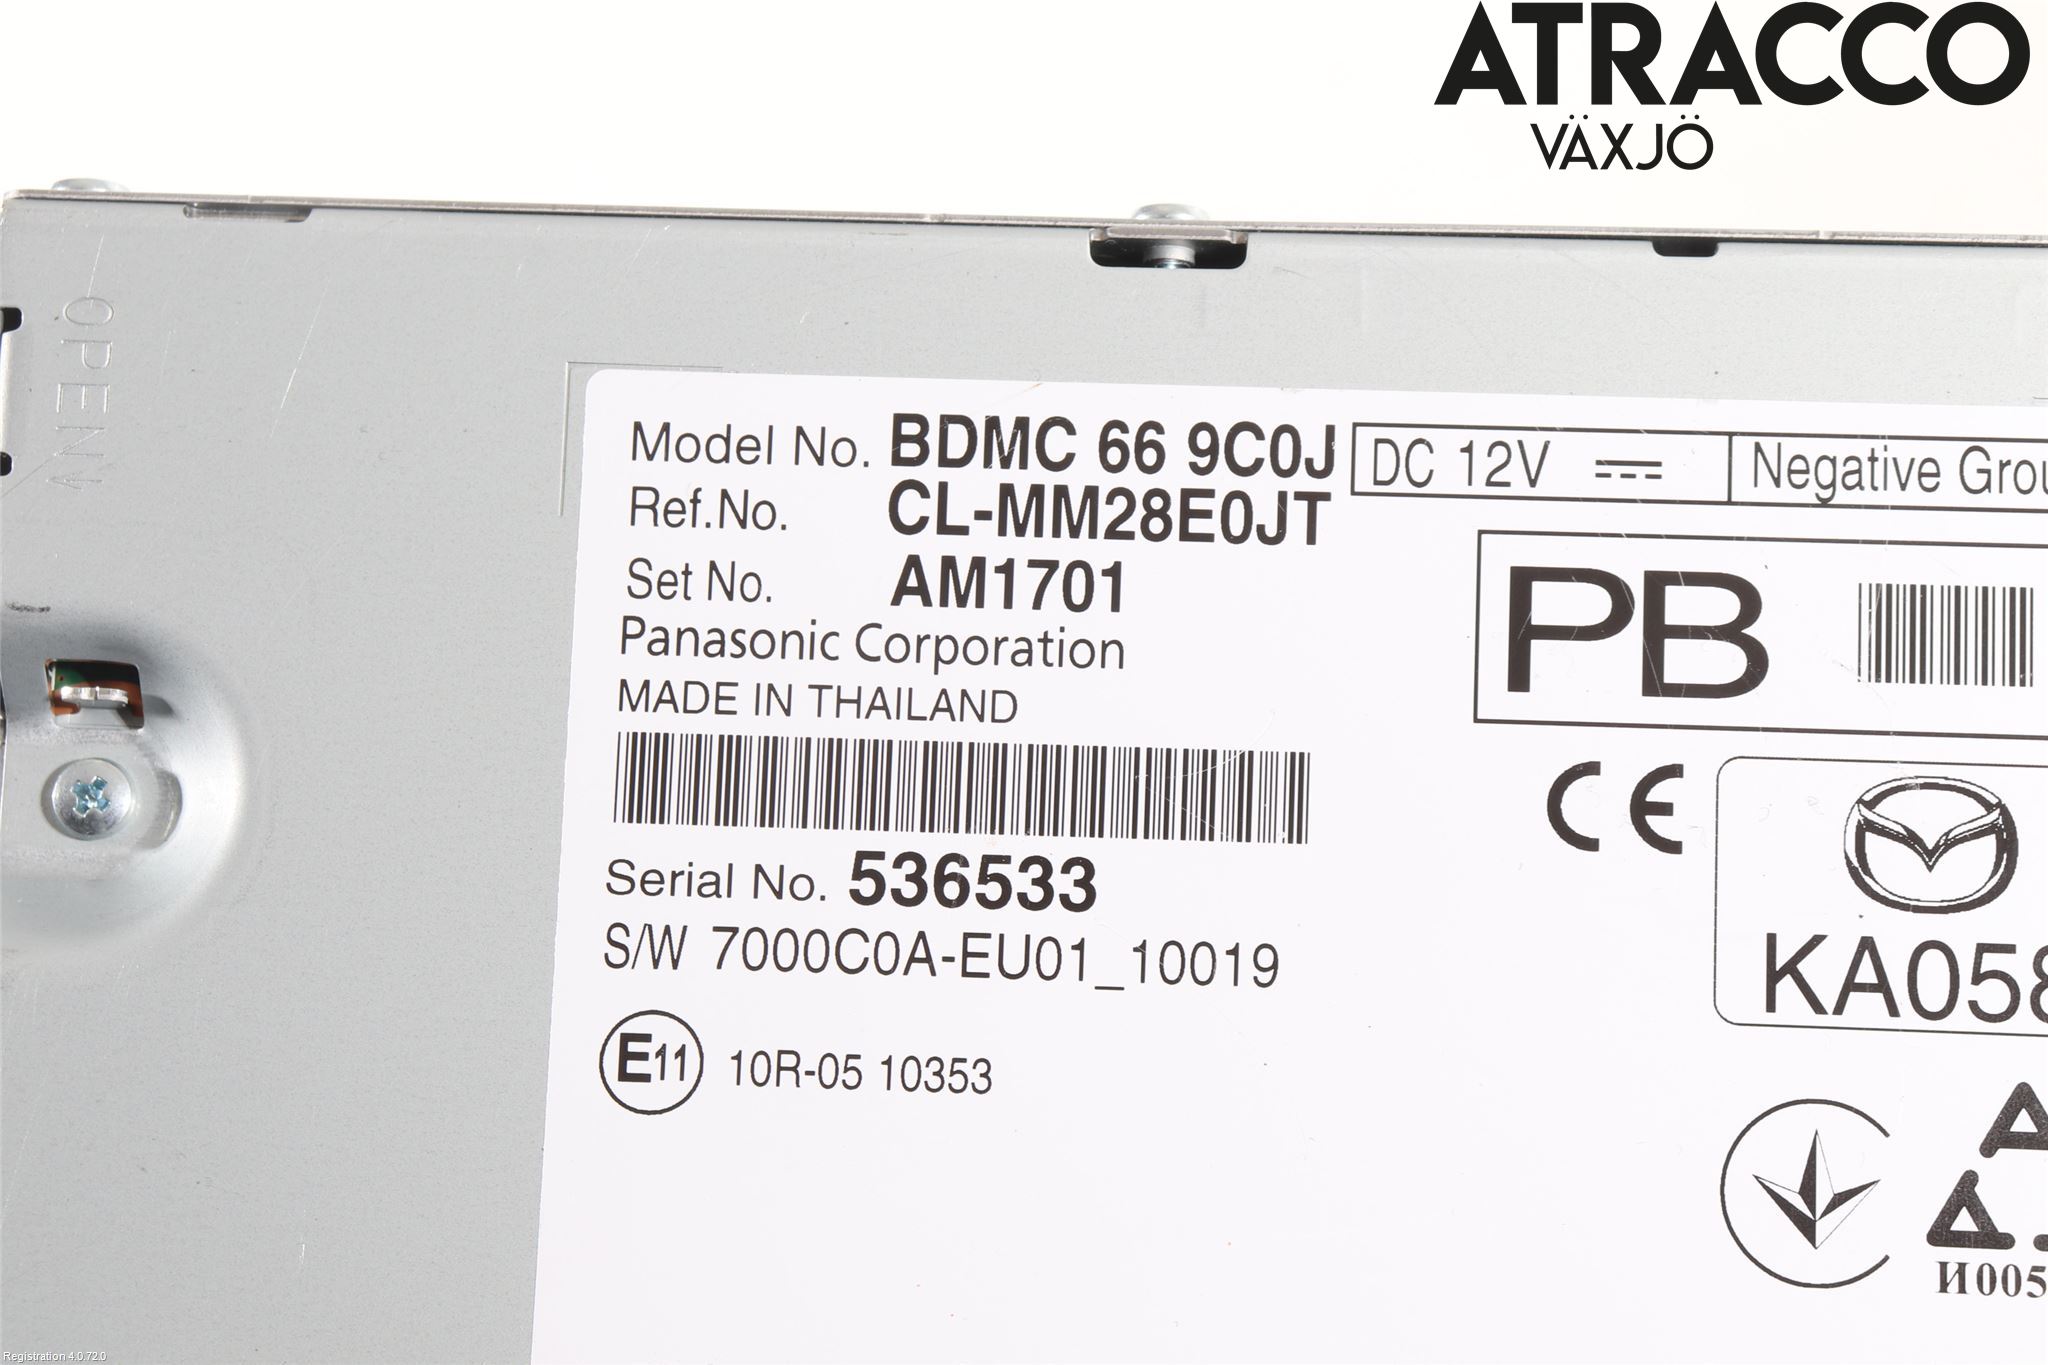 ATRACCO
VÄXJÖ
OPEN
Model No. BDMC 66 9C0J
DC 12V
Negative
Ref.No. CL-MM28E0JT
Set No. AM1701
PB
Panasonic Corporation
MADE IN THAILAND
CE
Serial No. 536533
S/W 7000C0A-EU01_10019
KA058
E11 10R-05 10353
И005
Registration 4.0.72.0